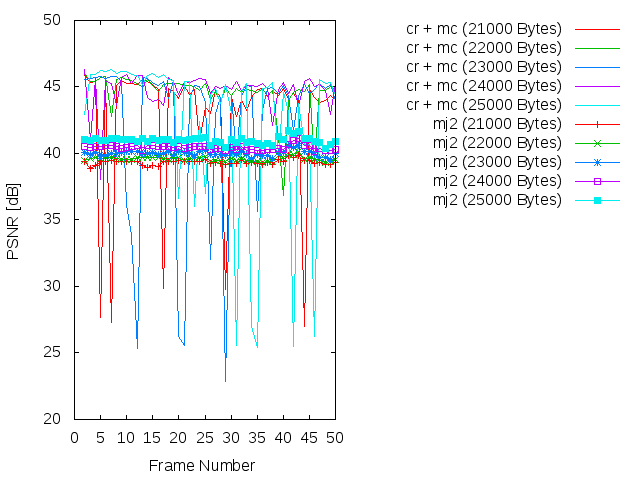 50
45
40
35
30
25
20
0 5 10 15 20 25 30 35 40 45 50
PSNR [dB]
Frame Number
cr + mc (21000 Bytes)
cr + mc (22000 Bytes)
cr + mc (23000 Bytes)
cr + mc (24000 Bytes)
cr + mc (25000 Bytes)
mj2 (21000 Bytes)
mj2 (22000 Bytes)
mj2 (23000 Bytes)
mj2 (24000 Bytes)
mj2 (25000 Bytes)